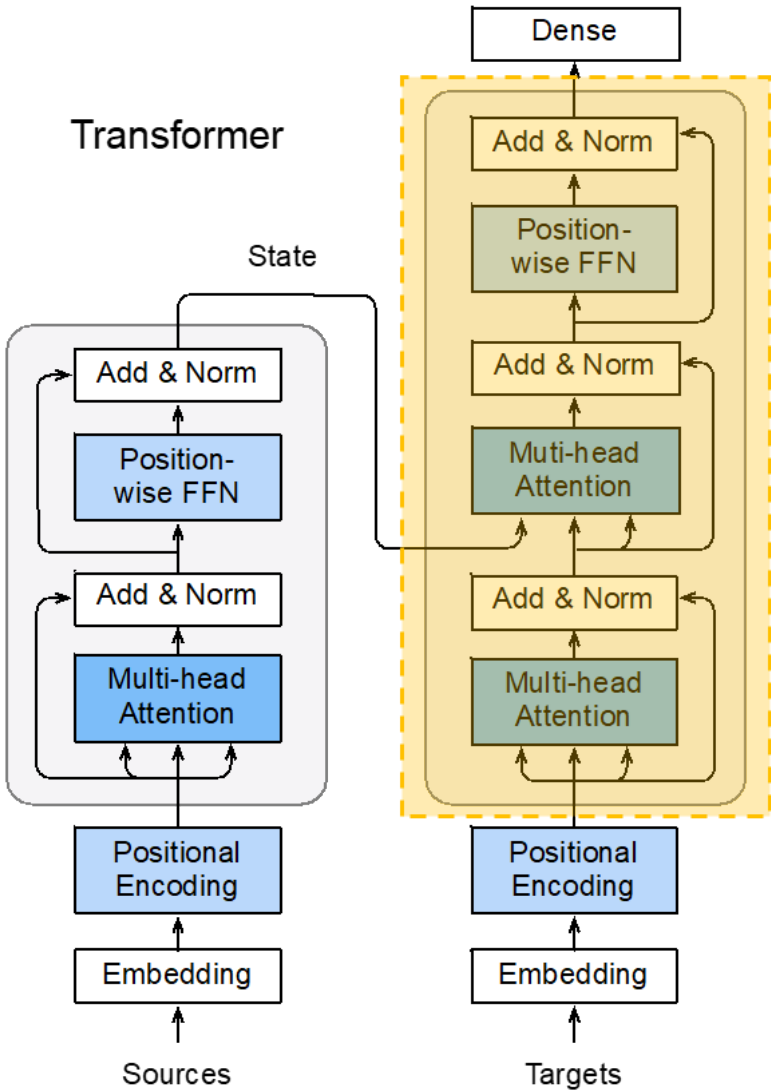 Transformer
State
Add & Norm
Position-
wise FFN
Add & Norm
Multi-head
Attention
Positional
Encoding
Embedding
Sources
Dense
Add & Norm
Position-
wise FFN
Add & Norm
Muti-head
Attention
Add & Norm
Multi-head
Attention
Positional
Encoding
Embedding
Targets